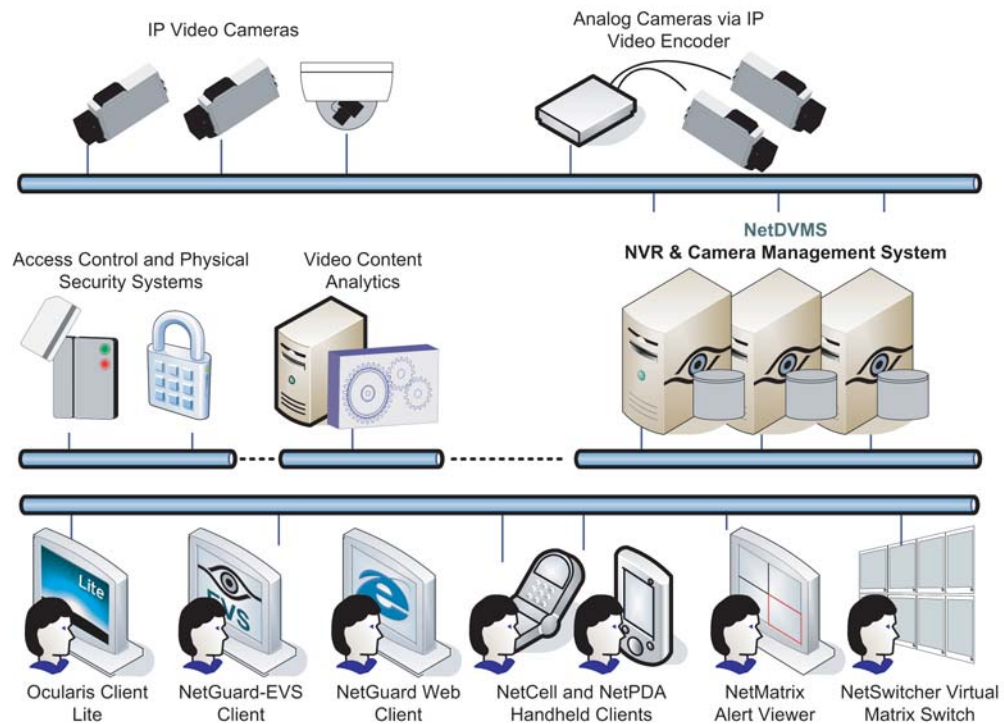 IP Video Cameras
Analog Cameras via IP
Video Encoder
Access Control and Physical
Security Systems
Video Content
Analytics
NetDVMS
NVR & Camera Management System
Lite
EVS
Ocularis Client
Lite
NetGuard-EVS
Client
NetGuard Web
Client
NetCell and NetPDA
Handheld Clients
NetMatrix
Alert Viewer
NetSwitcher Virtual
Matrix Switch